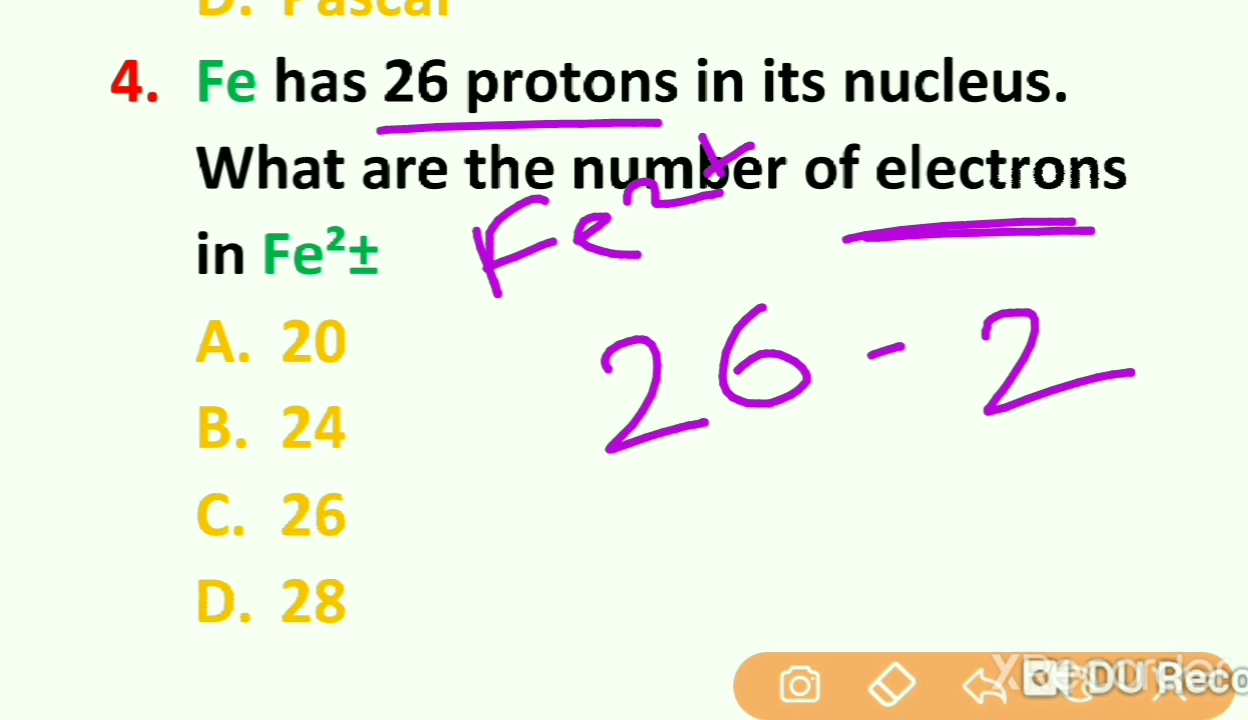 D. Pascal
4. Fe has 26 protons in its nucleus.
What are the number of electrons
in Fe²±
Fe²⁺
A. 20
26 - 2
B. 24
C. 26
D. 28